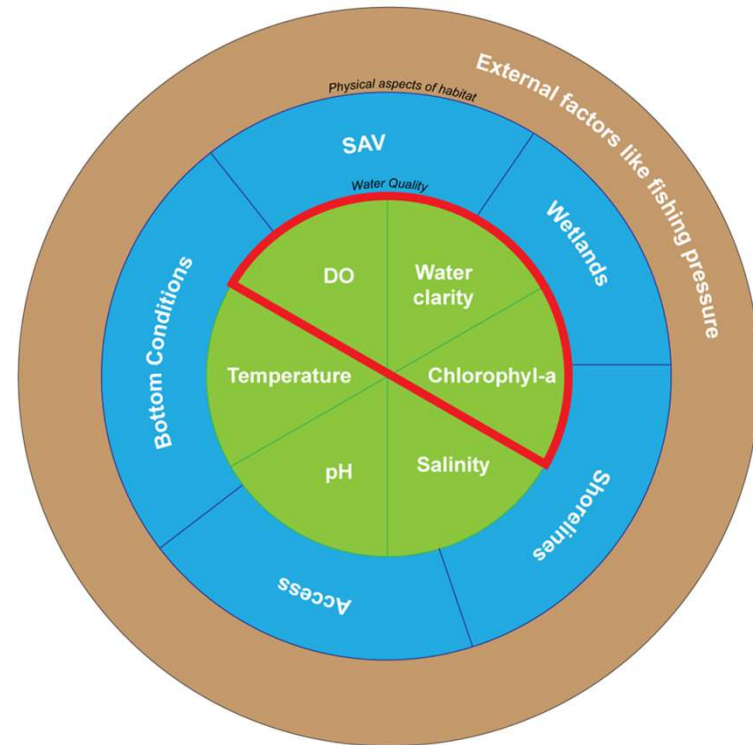 External factors like fishing pressure
Physical aspects of habitat
SAV
Wetlands
Shorelines
Access
Bottom Conditions
Water Quality
DO
Water
clarity
Temperature
Chlorophyl-a
pH
Salinity